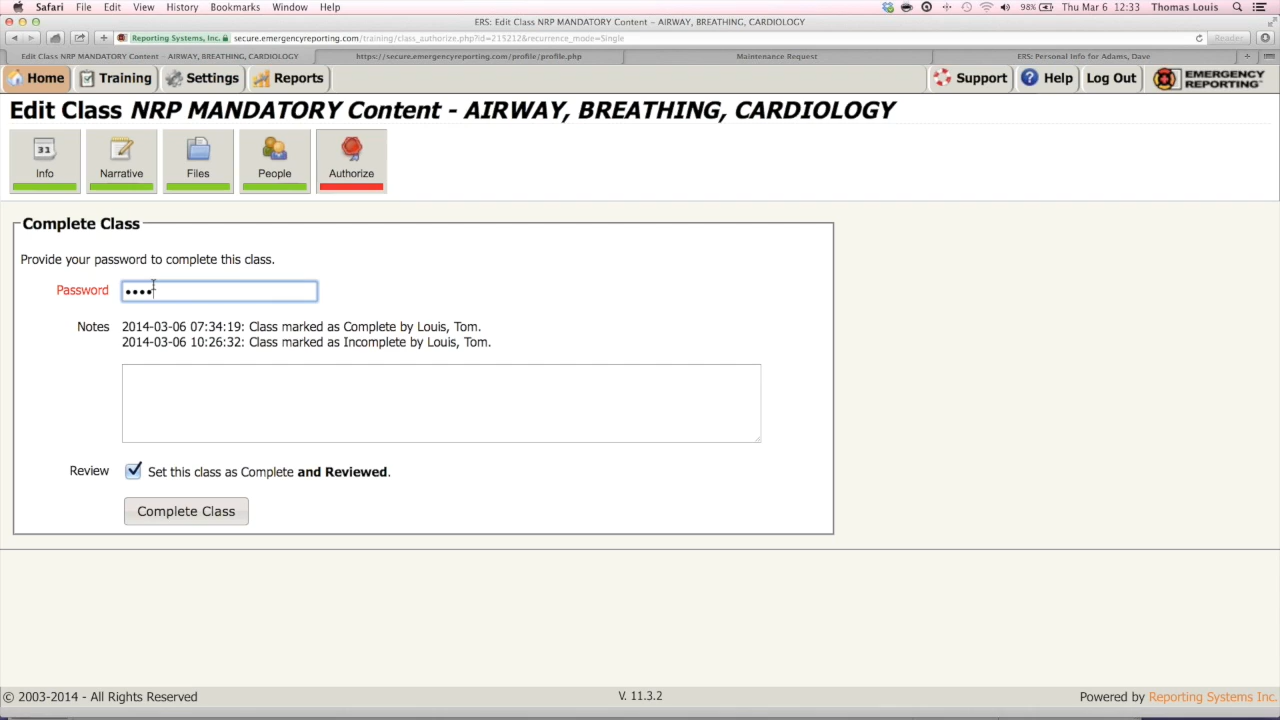 Safari File Edit View History Bookmarks Window Help 98% Thu Mar 6 12:33 Thomas Louis
ERS: Edit Class NRP MANDATORY Content – AIRWAY, BREATHING, CARDIOLOGY
Reporting Systems, Inc. secure.emergencyreporting.com/training/class_authorize.php?id=215212&recurrence_mode=Single Reader
Edit Class NRP MANDATORY Content – AIRWAY, BREATHING, CARDIOLOGY https://secure.emergencyreporting.com/profile/profile.php Maintenance Request ERS: Personal Info for Adams, Dave
Home Training Settings Reports Support Help Log Out EMERGENCY REPORTING™
Edit Class NRP MANDATORY Content - AIRWAY, BREATHING, CARDIOLOGY
31
Info Narrative Files People Authorize
Complete Class
Provide your password to complete this class.
Password ••••
Notes 2014-03-06 07:34:19: Class marked as Complete by Louis, Tom.
2014-03-06 10:26:32: Class marked as Incomplete by Louis, Tom.
Review Set this class as Complete and Reviewed.
Complete Class
© 2003-2014 - All Rights Reserved V. 11.3.2 Powered by Reporting Systems Inc.